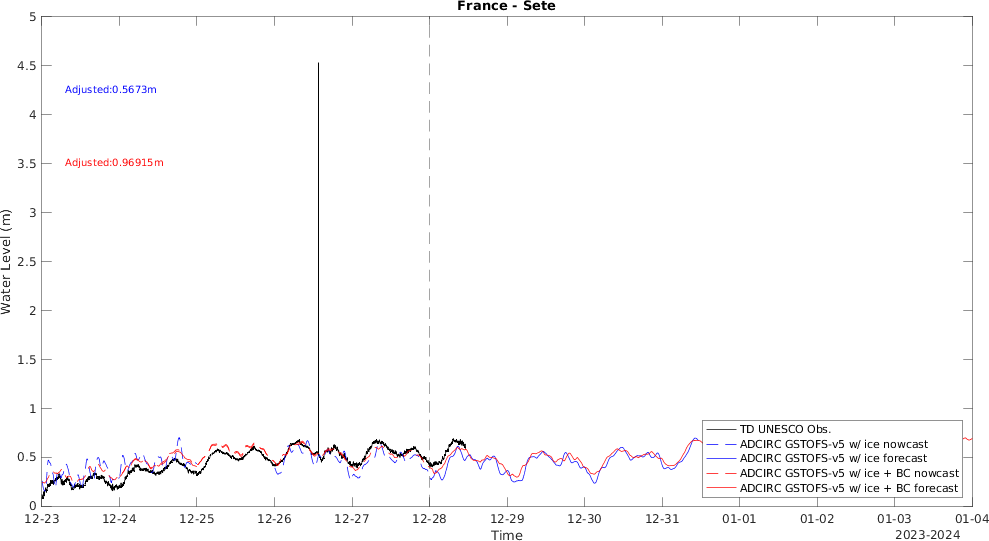 France - Sete
5
4.5
4
3.5
3
2.5
2
1.5
1
0.5
0
Water Level (m)
Adjusted:0.5673m
Adjusted:0.96915m
TD UNESCO Obs.
ADCIRC GSTOFS-v5 w/ ice nowcast
ADCIRC GSTOFS-v5 w/ ice forecast
ADCIRC GSTOFS-v5 w/ ice + BC nowcast
ADCIRC GSTOFS-v5 w/ ice + BC forecast
12-23 12-24 12-25 12-26 12-27 12-28 12-29 12-30 12-31 01-01 01-02 01-03 01-04
Time
2023-2024